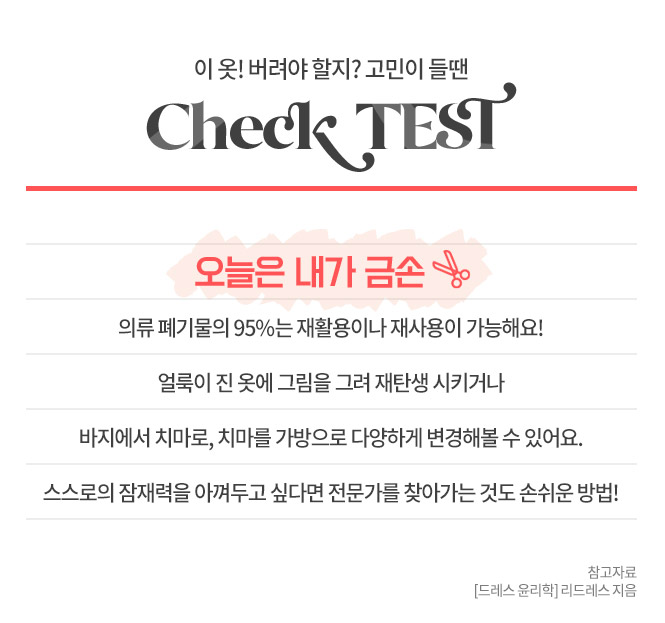 이 옷! 버려야 할지? 고민이 들땐
Check TEST
오늘은 내가 금손
의류 폐기물의 95%는 재활용이나 재사용이 가능해요!
얼룩이 진 옷에 그림을 그려 재탄생 시키거나
바지에서 치마로, 치마를 가방으로 다양하게 변경해볼 수 있어요.
스스로의 잠재력을 아껴두고 싶다면 전문가를 찾아가는 것도 손쉬운 방법!
참고자료
[드레스 윤리학] 리드레스 지음